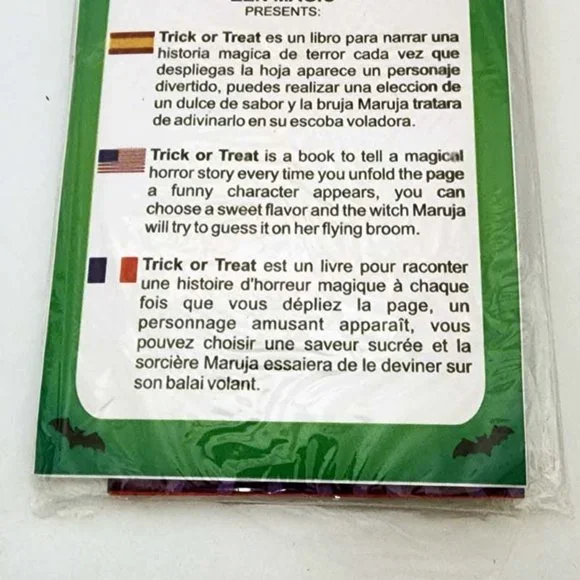 PRESENTS:
Trick or Treat es un libro para narrar una
historia magica de terror cada vez que
despliegas la hoja aparece un personaje
divertido, puedes realizar una eleccion de
un dulce de sabor y la bruja Maruja tratara
de adivinarlo en su escoba voladora.
Trick or Treat is a book to tell a magical
horror story every time you unfold the page
a funny character appears, you can
choose a sweet flavor and the witch Maruja
will try to guess it on her flying broom.
Trick or Treat est un livre pour raconter
une histoire d'horreur magique à chaque
fois que vous dépliez la page, un
personnage amusant apparaît, vous
pouvez choisir une saveur sucrée et la
sorcière Maruja essaiera de le deviner sur
son balai volant.